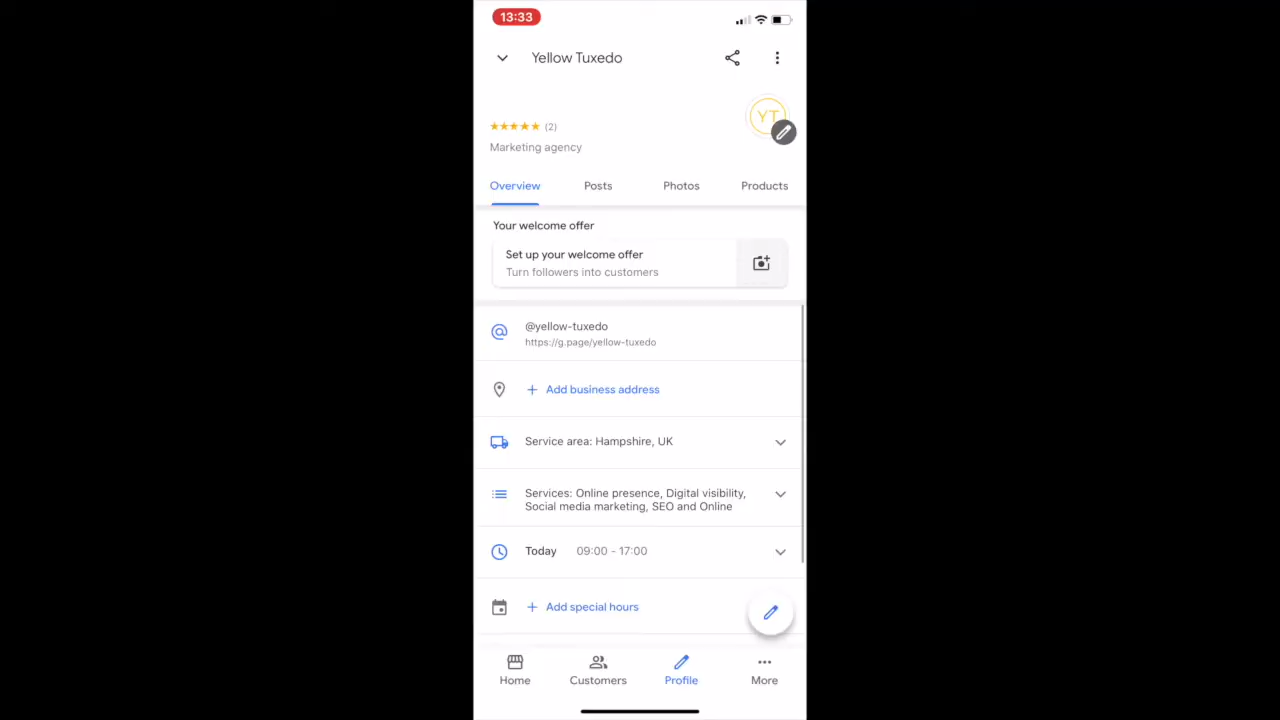 13:33
Yellow Tuxedo
YT
(2)
Marketing agency
Overview
Posts
Photos
Products
Your welcome offer
Set up your welcome offer
Turn followers into customers
@yellow-tuxedo
https://g.page/yellow-tuxedo
+ Add business address
Service area: Hampshire, UK
Services: Online presence, Digital visibility,
Social media marketing, SEO and Online
Today 09:00 - 17:00
+ Add special hours
Home
Customers
Profile
More